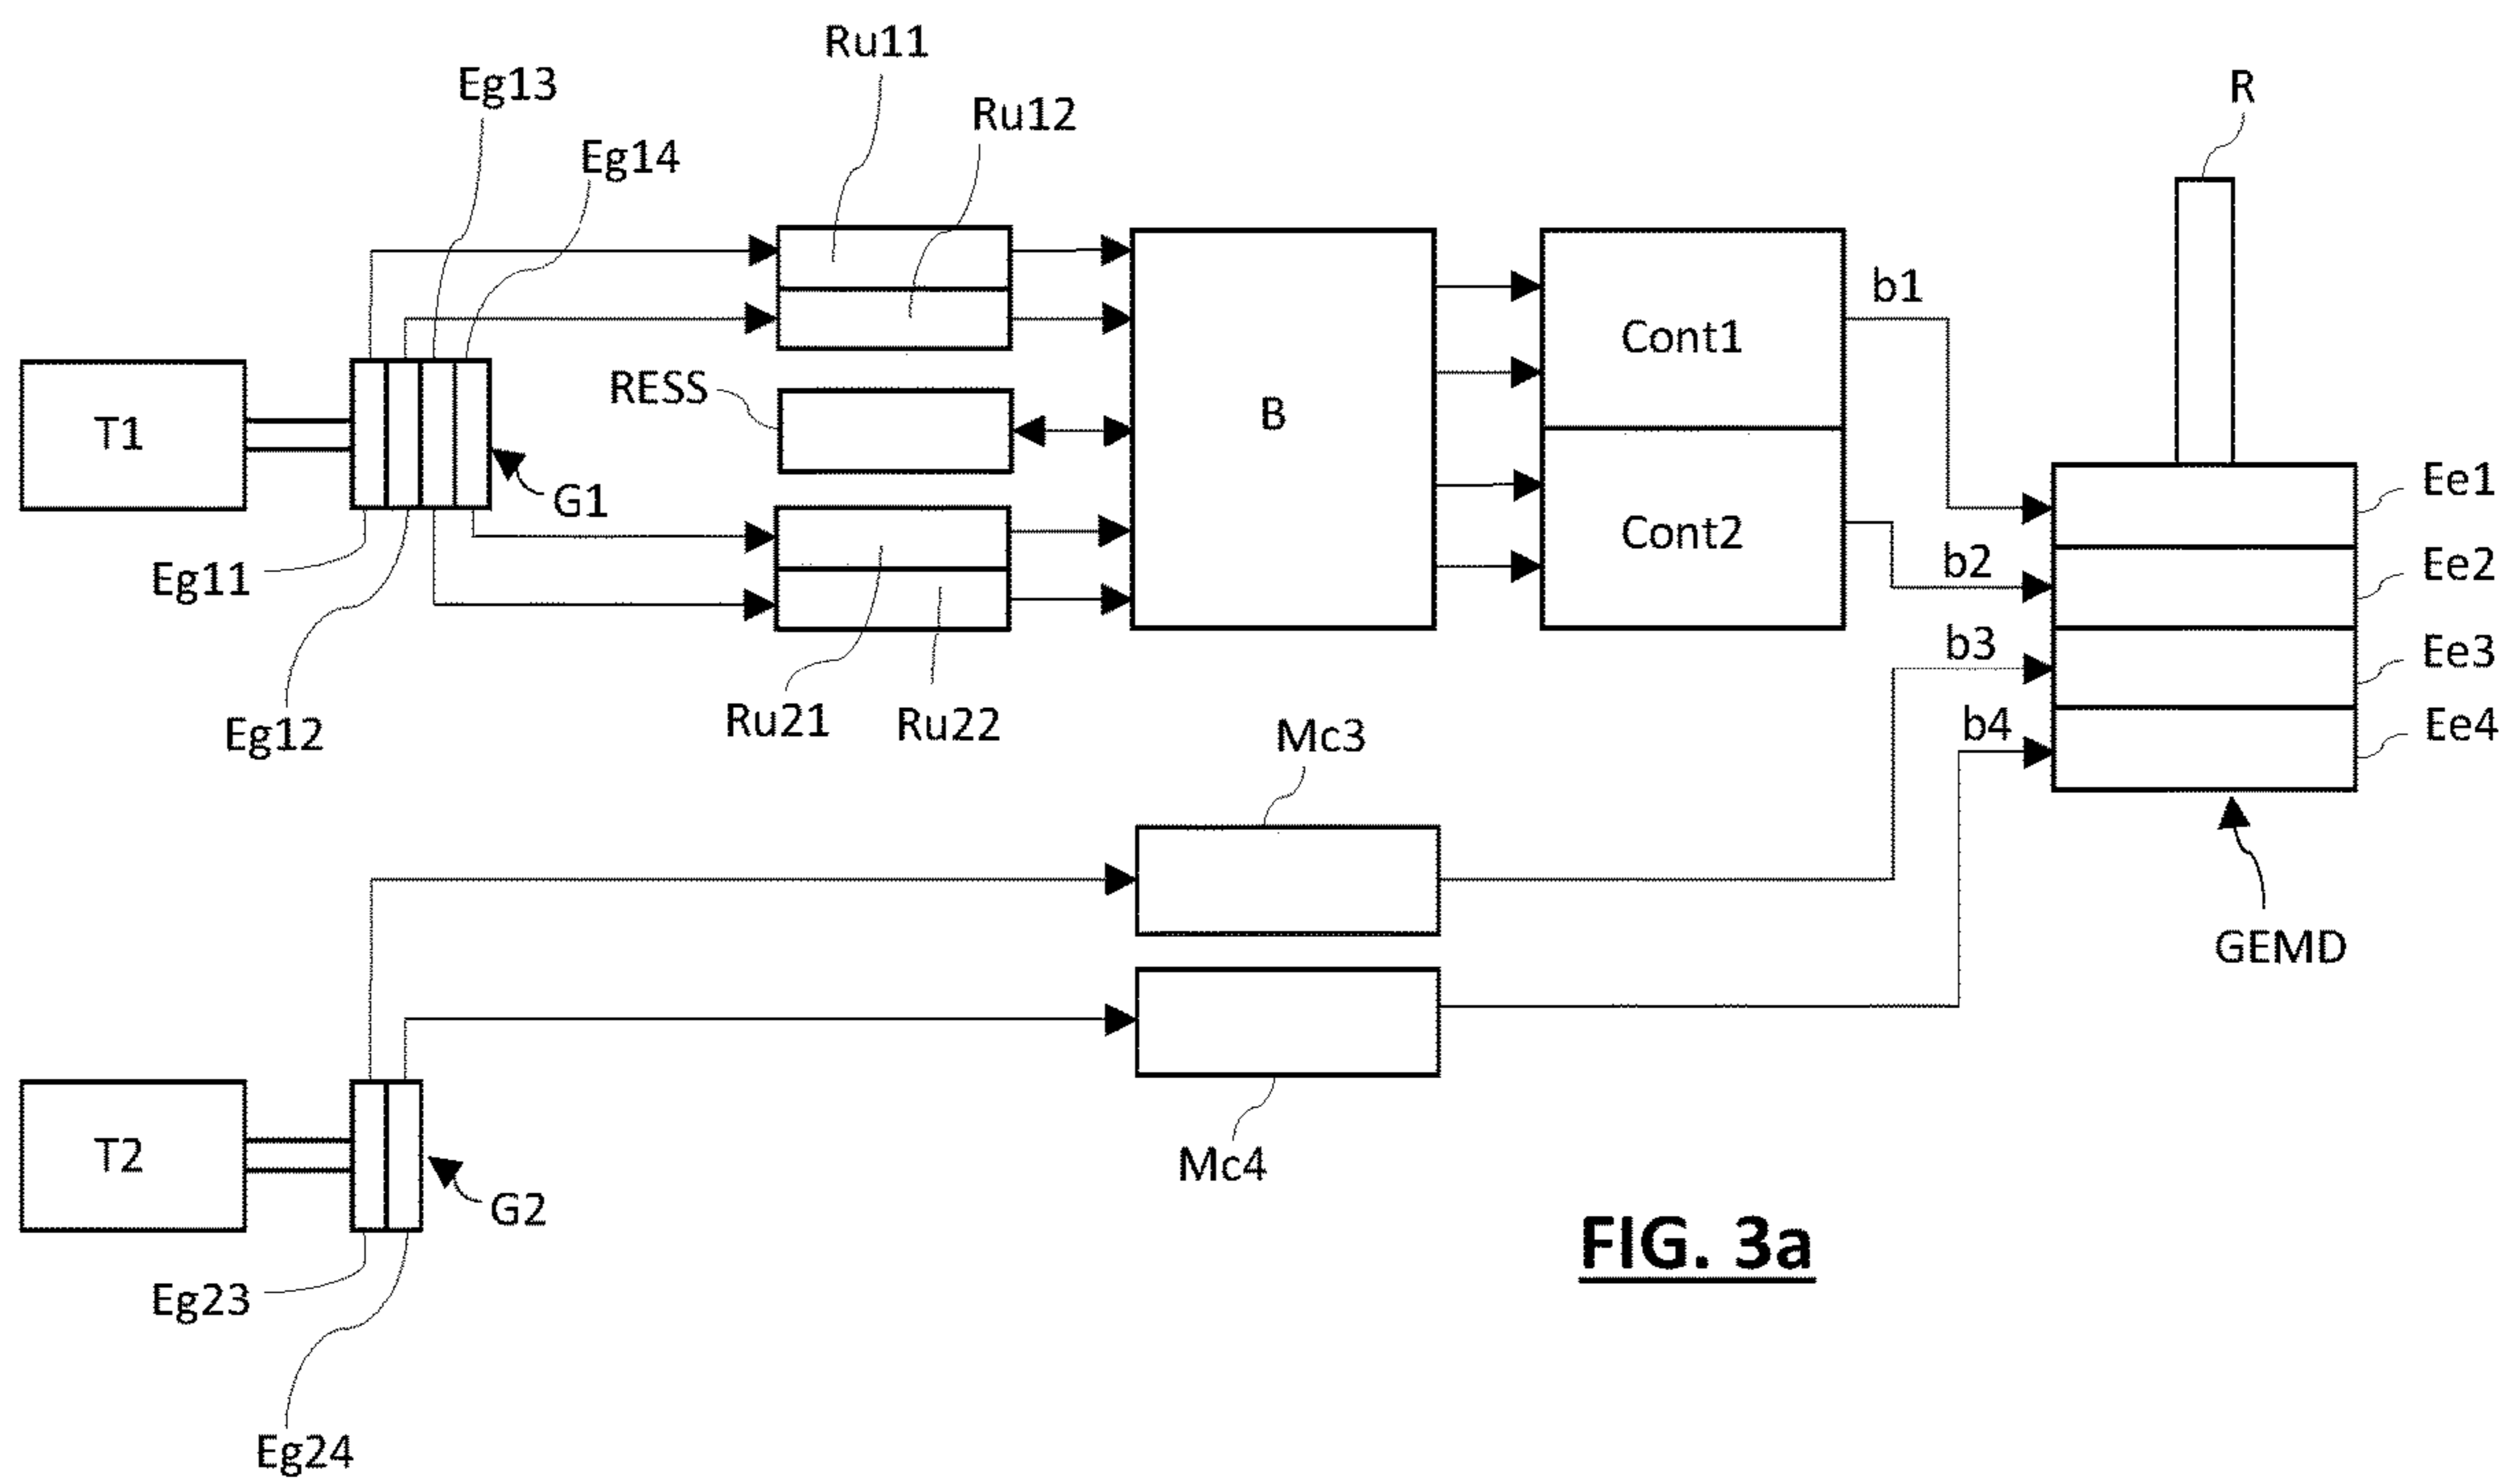 Ru11
Eg13
R
Ru12
Eg14
b1
Cont1
RESS
B
T1
Ee1
G1
Cont2
b2
Ee2
Eg11
b3
Ee3
Ru21
Ru22
b4
Ee4
Eg12
Mc3
GEMD
T2
Mc4
G2
FIG. 3a
Eg23
Eg24